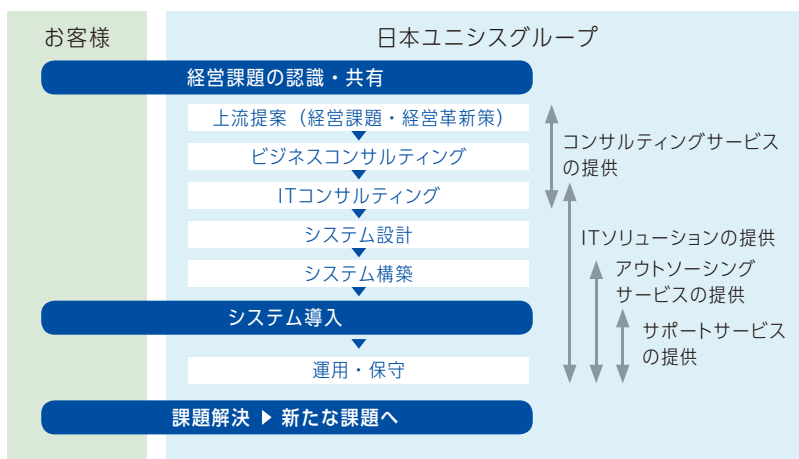 お客様
日本ユニシスグループ
経営課題の認識・共有
上流提案（経営課題・経営革新策）
ビジネスコンサルティング
ITコンサルティング
システム設計
システム構築
システム導入
運用・保守
課題解決 ▶ 新たな課題へ
コンサルティングサービス
の提供
ITソリューションの提供
アウトソーシング
サービスの提供
サポートサービス
の提供